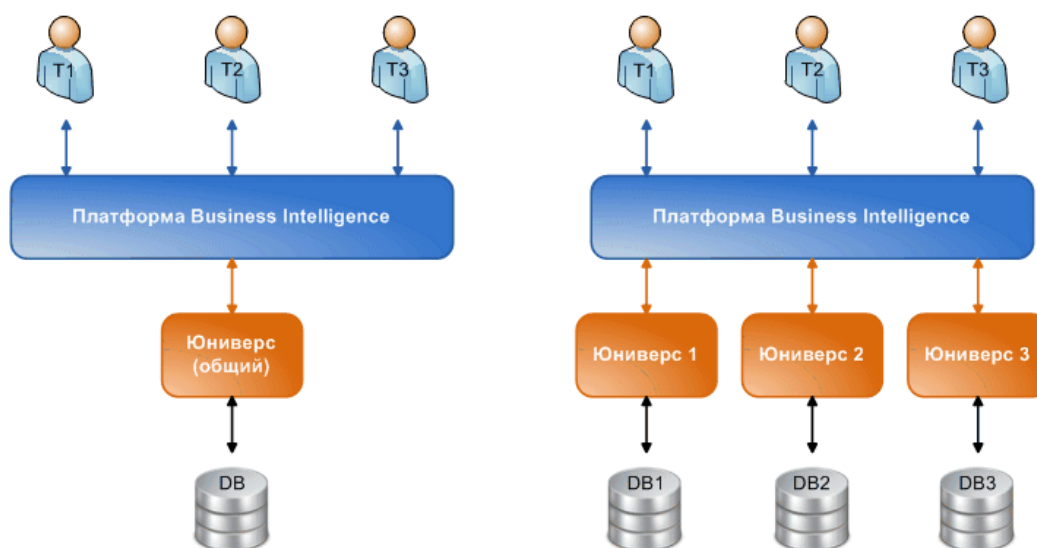 T1
T2
T3
T1
T2
T3
Платформа Business Intelligence
Платформа Business Intelligence
Юниверс
(общий)
Юниверс 1
Юниверс 2
Юниверс 3
DB
DB1
DB2
DB3